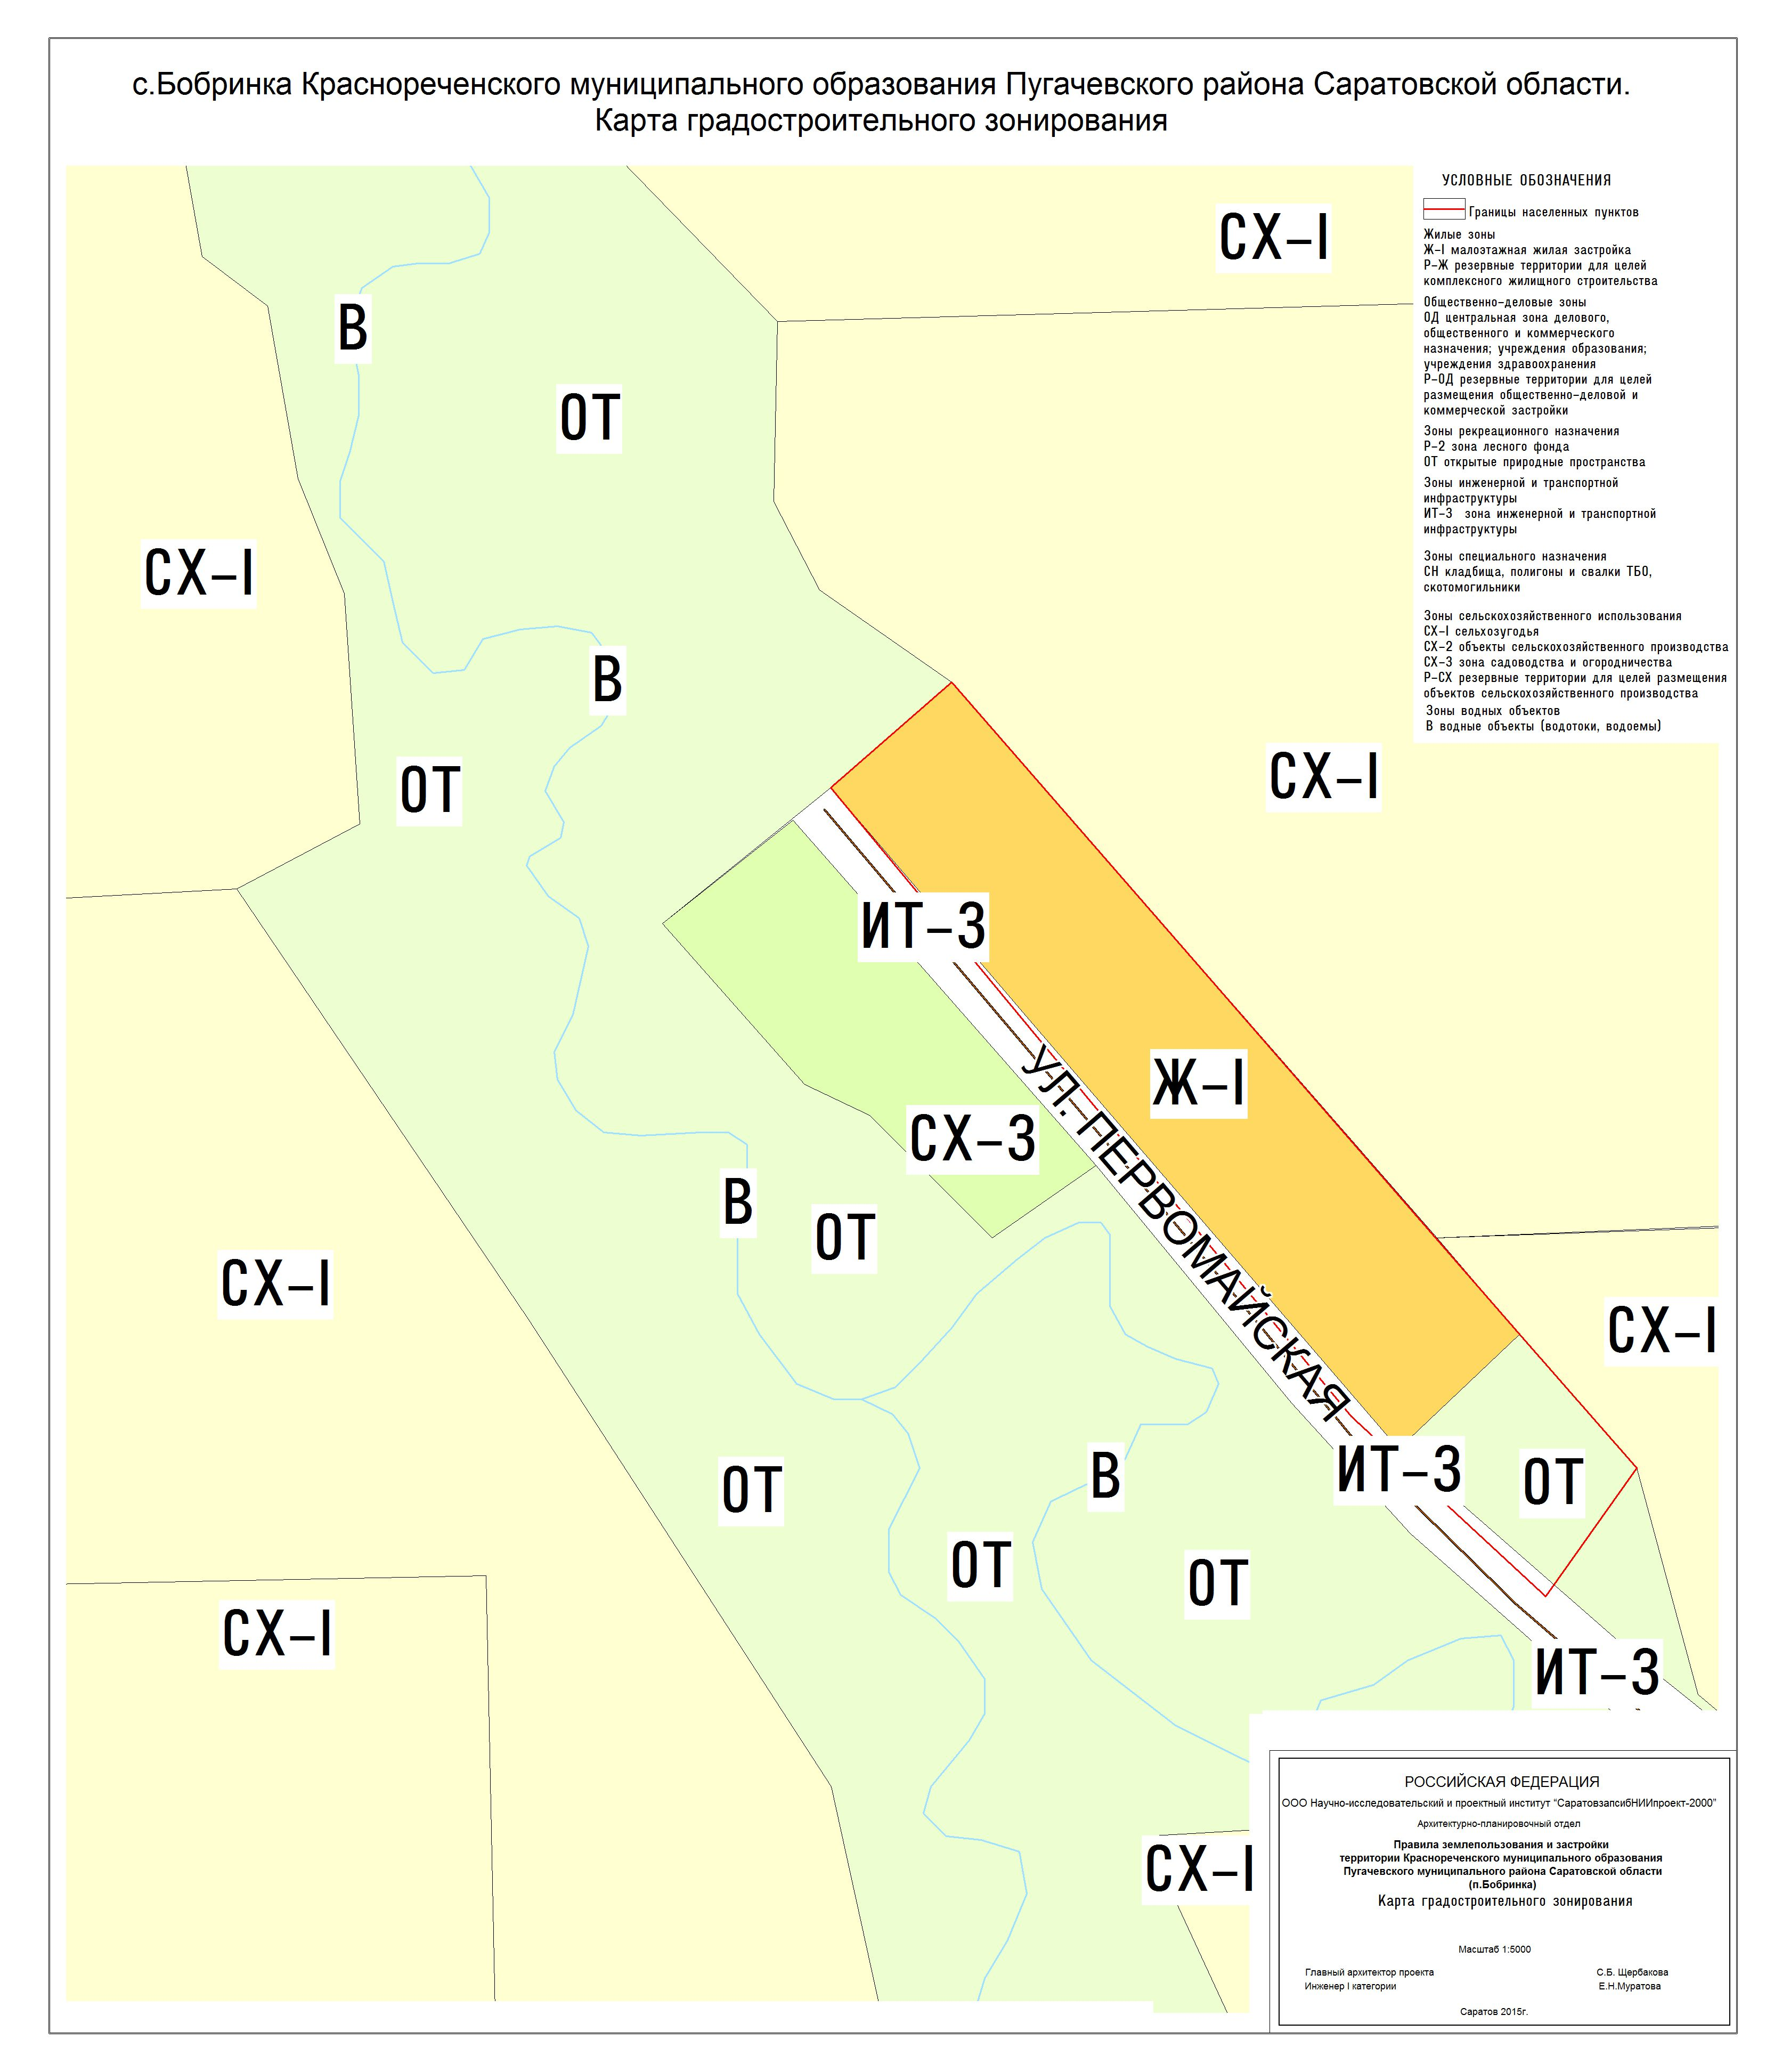 с.Бобринка Краснореченского муниципального образования Пугачевского района Саратовской области.
Карта градостроительного зонирования
УСЛОВНЫЕ ОБОЗНАЧЕНИЯ
Границы населенных пунктов
Жилые зоны
Ж-I малоэтажная жилая застройка
Р-Ж резервные территории для целей
комплексного жилищного строительства
Общественно-деловые зоны
ОД центральная зона делового,
общественного и коммерческого
назначения; учреждения образования;
учреждения здравоохранения
Р-ОД резервные территории для целей
размещения общественно-деловой и
коммерческой застройки
Зоны рекреационного назначения
Р-2 зона лесного фонда
ОТ открытые природные пространства
Зоны инженерной и транспортной
инфраструктуры
ИТ-3 зона инженерной и транспортной
инфраструктуры
Зоны специального назначения
СН кладбища, полигоны и свалки ТБО,
скотомогильники
Зоны сельскохозяйственного использования
СХ-I сельхозугодья
СХ-2 объекты сельскохозяйственного производства
СХ-3 зона садоводства и огородничества
Р-СХ резервные территории для целей размещения
объектов сельскохозяйственного производства
Зоны водных объектов
В водные объекты (водотоки, водоемы)
СХ-I
В
ОТ
СХ-I
В
ОТ
СХ-I
ИТ-3
Ж-I
СХ-3
УЛ. ПЕРВОМАЙСКАЯ
В
ОТ
СХ-I
СХ-I
ИТ-3
В
ОТ
ОТ
ОТ
ОТ
СХ-I
ИТ-3
СХ-I
РОССИЙСКАЯ ФЕДЕРАЦИЯ
ООО Научно-исследовательский и проектный институт "СаратовзапсибНИИпроект-2000"
Архитектурно-планировочный отдел
Правила землепользования и застройки
территории Краснореченского муниципального образования
Пугачевского муниципального района Саратовской области
(п.Бобринка)
Карта градостроительного зонирования
Масштаб 1:5000
Главный архитектор проекта С.Б. Щербакова
Инженер I категории Е.Н.Муратова
Саратов 2015г.